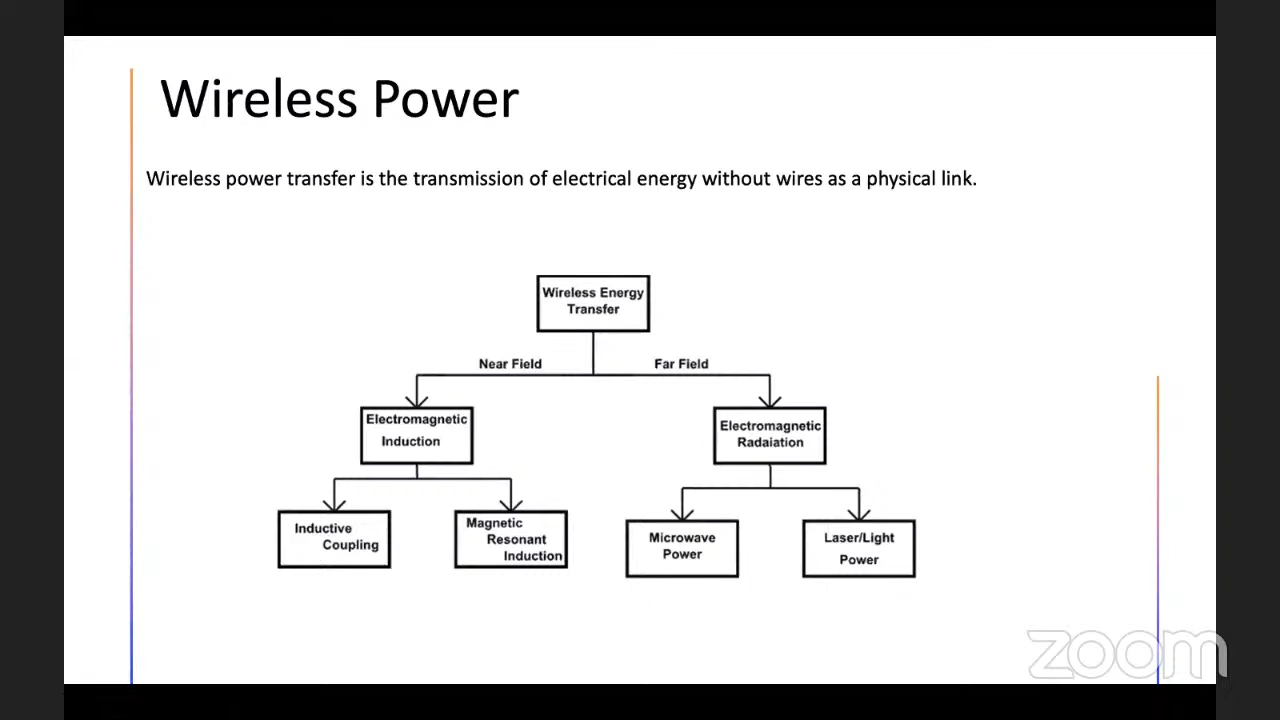 Wireless Power
Wireless power transfer is the transmission of electrical energy without wires as a physical link.
Wireless Energy
Transfer
Near Field
Far Field
Electromagnetic
Induction
Electromagnetic
Radaiation
Inductive
Coupling
Magnetic
Resonant
Induction
Microwave
Power
Laser/Light
Power
zoom